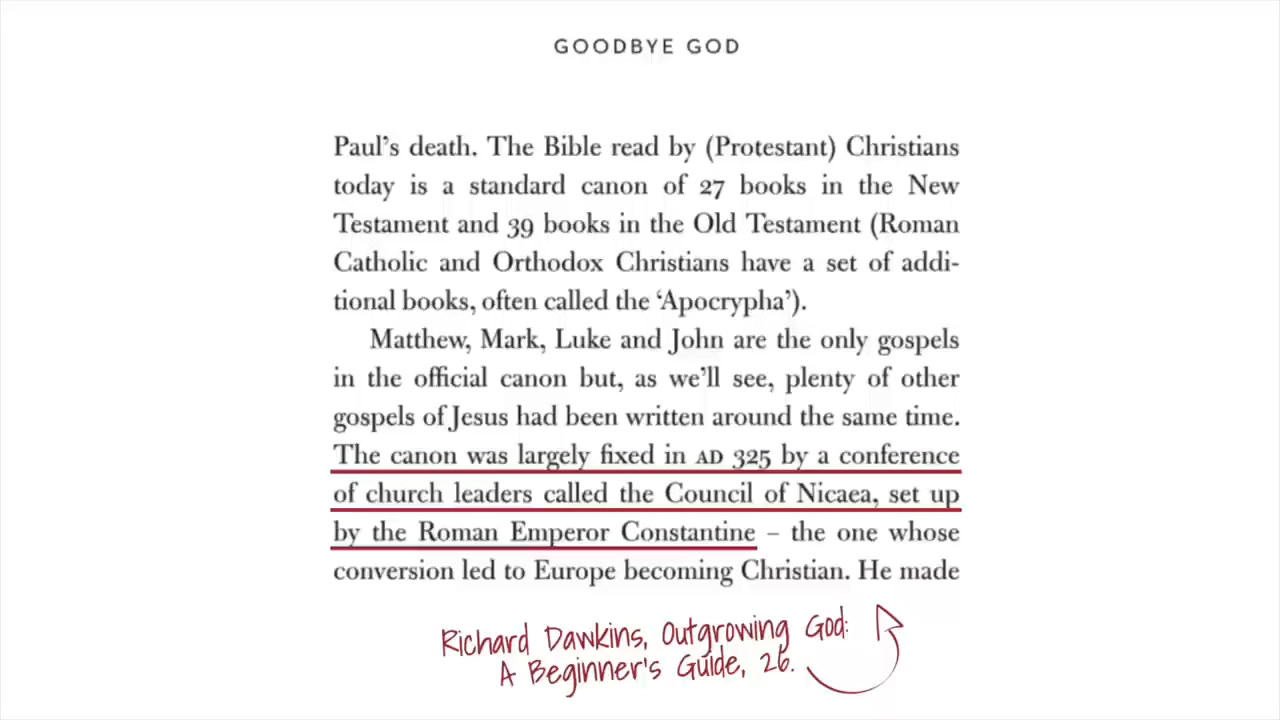 GOODBYE GOD
Paul’s death. The Bible read by (Protestant) Christians
today is a standard canon of 27 books in the New
Testament and 39 books in the Old Testament (Roman
Catholic and Orthodox Christians have a set of addi-
tional books, often called the ‘Apocrypha’).
Matthew, Mark, Luke and John are the only gospels
in the official canon but, as we’ll see, plenty of other
gospels of Jesus had been written around the same time.
The canon was largely fixed in AD 325 by a conference
of church leaders called the Council of Nicaea, set up
by the Roman Emperor Constantine – the one whose
conversion led to Europe becoming Christian. He made
Richard Dawkins, Outgrowing God:
A Beginner's Guide, 26.